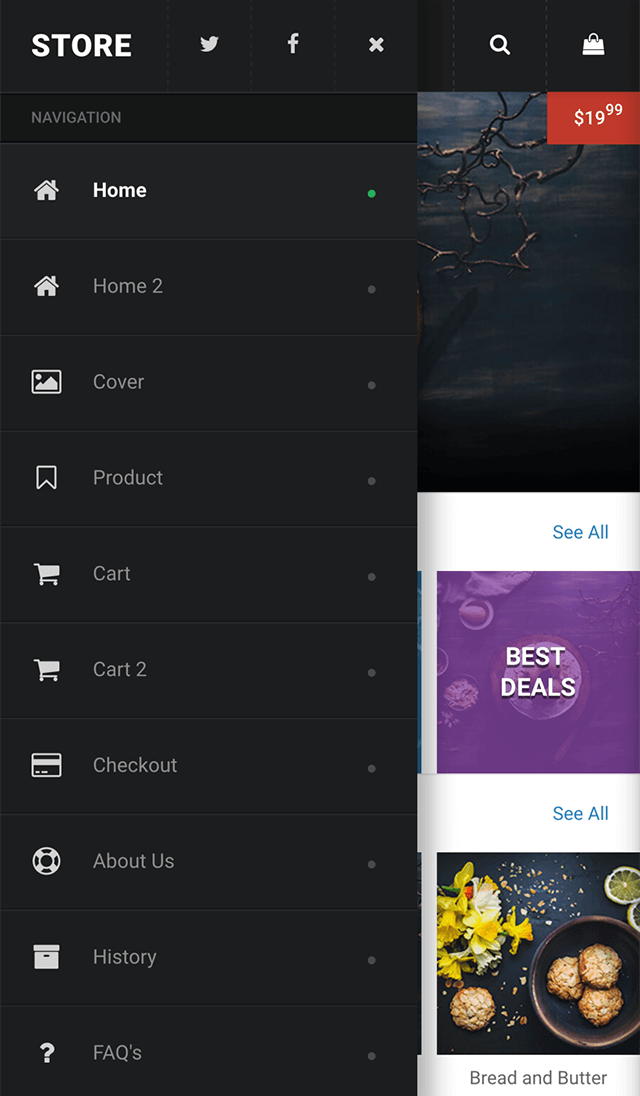 STORE
NAVIGATION
$19.99
Home
Home 2
Cover
Product
See All
Cart
Cart 2
BEST
DEALS
Checkout
See All
About Us
History
FAQ's
Bread and Butter